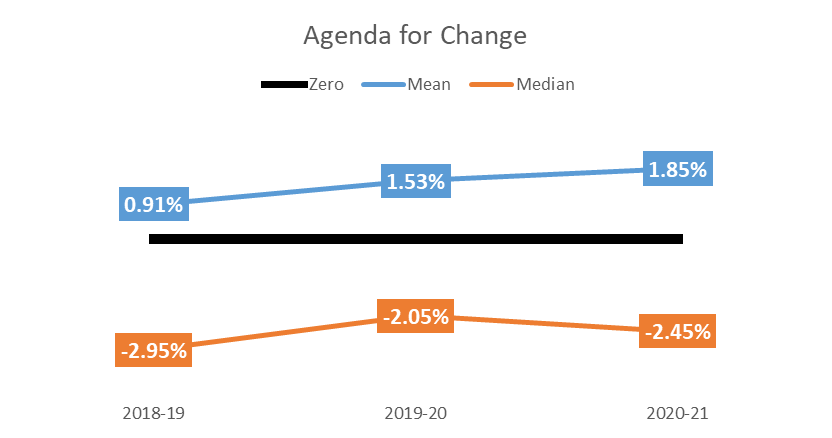 Agenda for Change
Zero Mean Median
1.85%
1.53%
0.91%
-2.05%
-2.45%
-2.95%
2018-19 2019-20 2020-21